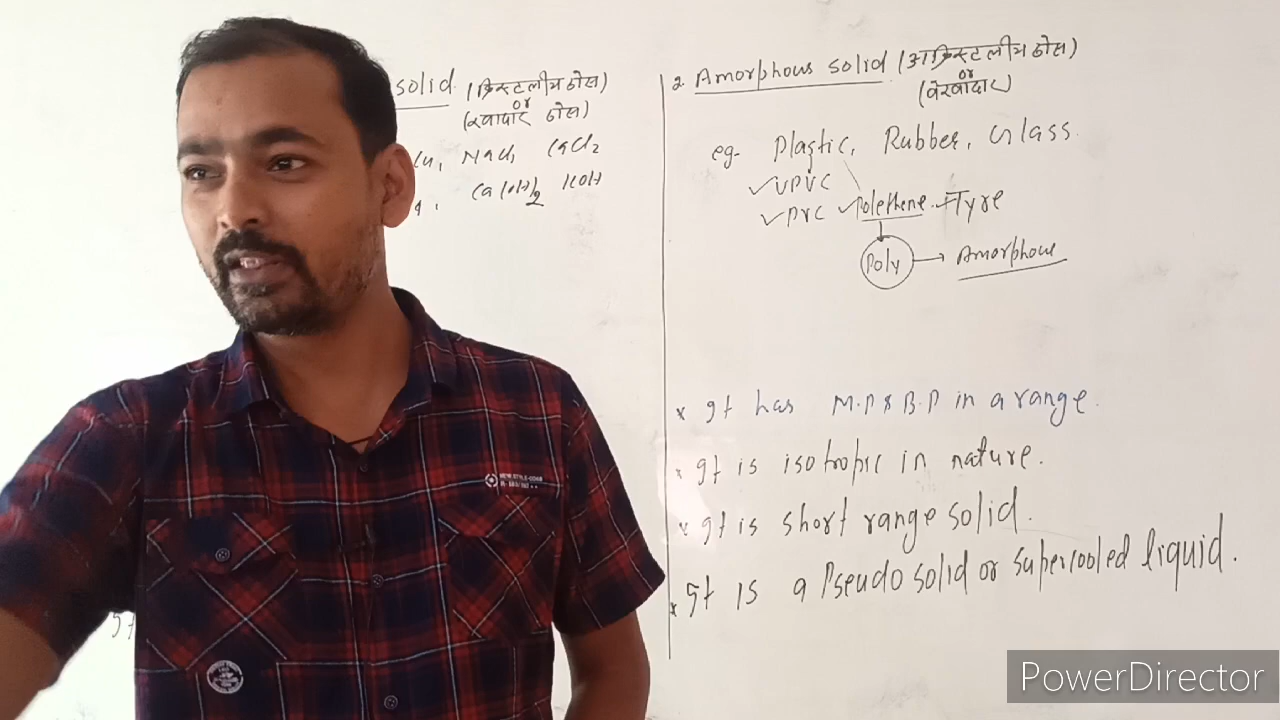 solid (क्रिस्टलीय ठोस)
or
(रवादार ठोस)
Cu, NaCl, CaCl2
Ca(OH)2 KOH
2. Amorphous solid (अक्रिस्टलीय ठोस)
or
(बेरवादार)
eg- Plastic, Rubber, Glass.
✓UPVC
✓PVC ✓Polethene. Tyre
Poly → Amorphous
* It has M.P & B.P in a range.
* It is isotropic in nature.
* It is short range solid.
* It is a Pseudo solid or supercooled liquid.
It
PowerDirector